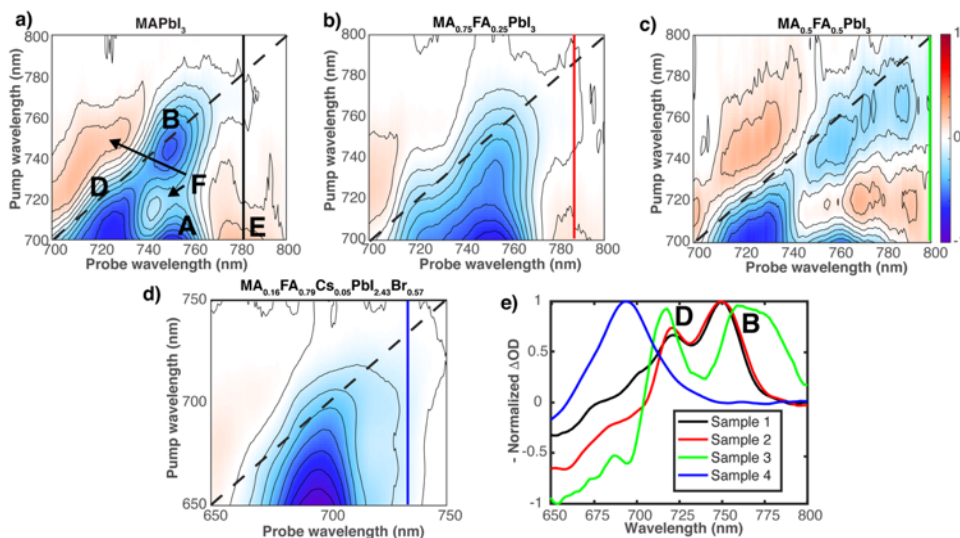 a) MAPbI3
b) MA0.75FA0.25PbI3
c) MA0.5FA0.5PbI3
800
780
760
740
720
700
Pump wavelength (nm)
B
D
F
A
E
700 720 740 760 780 800
Probe wavelength (nm)
800
780
760
740
720
700
Pump wavelength (nm)
700 720 740 760 780 800
Probe wavelength (nm)
800
780
760
740
720
700
Pump wavelength (nm)
700 720 740 760 780 800
Probe wavelength (nm)
1
0
d) MA0.16FA0.79Cs0.05PbI2.43Br0.57
750
700
650
Pump wavelength (nm)
650 700 750
Probe wavelength (nm)
e)
1
0.5
0
-0.5
-1
- Normalized ΔOD
D
B
Sample 1
Sample 2
Sample 3
Sample 4
650 675 700 725 750 775 800
Wavelength (nm)